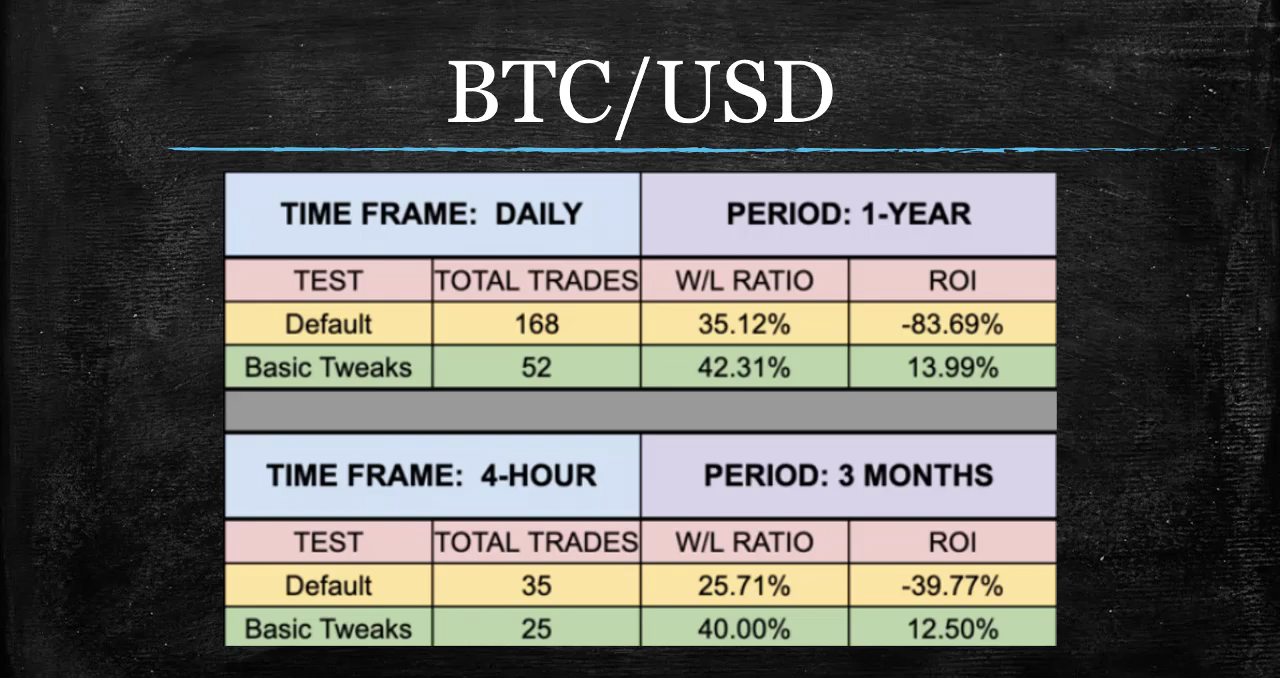 BTC/USD
TIME FRAME: DAILY PERIOD: 1-YEAR
TEST TOTAL TRADES W/L RATIO ROI
Default 168 35.12% -83.69%
Basic Tweaks 52 42.31% 13.99%
TIME FRAME: 4-HOUR PERIOD: 3 MONTHS
TEST TOTAL TRADES W/L RATIO ROI
Default 35 25.71% -39.77%
Basic Tweaks 25 40.00% 12.50%